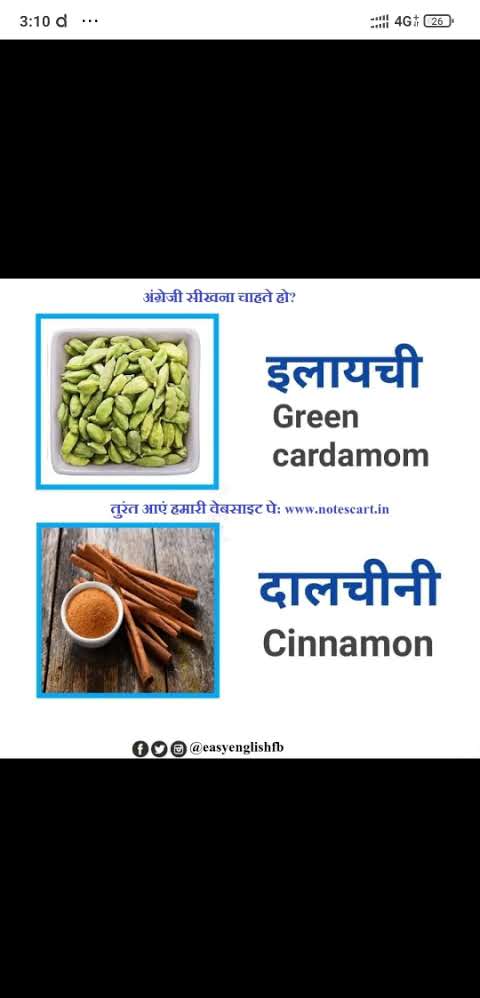 3:10 d ...
4G+ 26
अंग्रेजी सीखना चाहते हो?
इलायची
Green
cardamom
तुरंत आएं हमारी वेबसाइट पे: www.notescart.in
दालचीनी
Cinnamon
@easyenglishfb